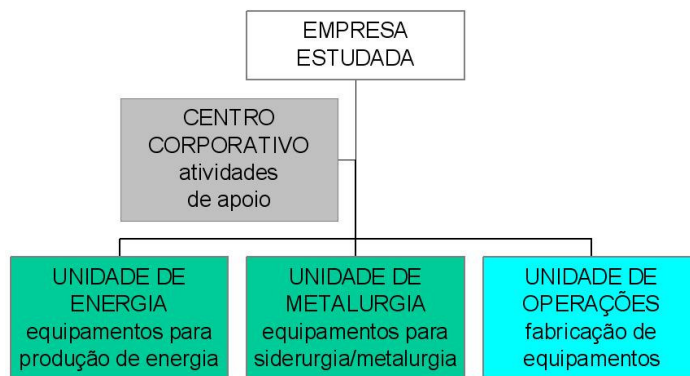 EMPRESA
ESTUDADA
CENTRO
CORPORATIVO
atividades
de apoio
UNIDADE DE
ENERGIA
equipamentos para
produção de energia
UNIDADE DE
METALURGIA
equipamentos para
siderurgia/metalurgia
UNIDADE DE
OPERAÇÕES
fabricação de
equipamentos